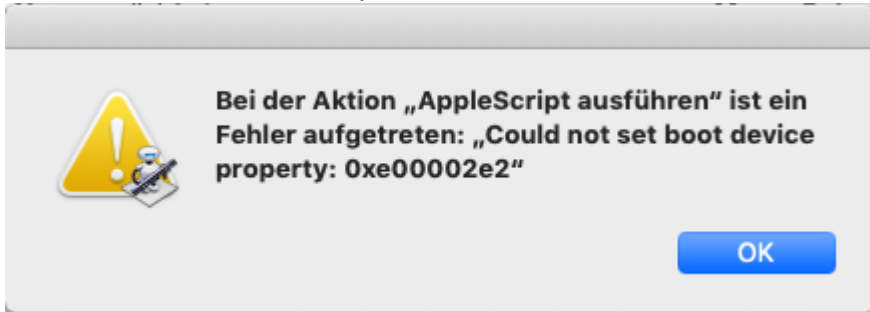 Bei der Aktion „AppleScript ausführen“ ist ein
Fehler aufgetreten: „Could not set boot device
property: 0xe00002e2“
OK